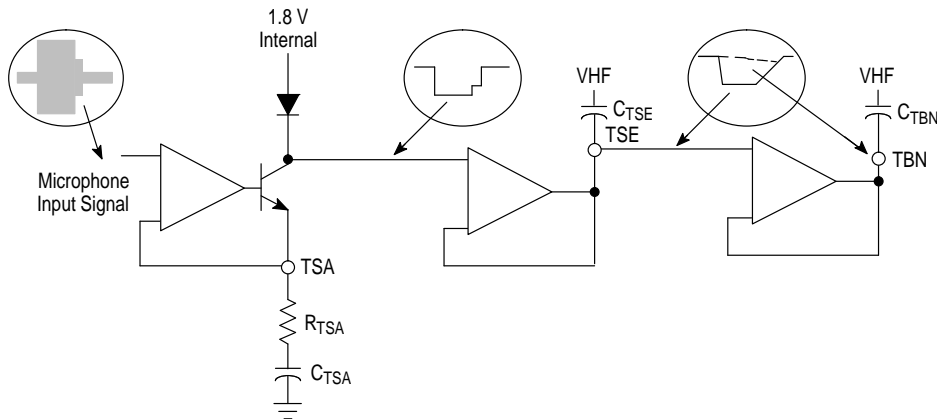 1.8 V
Internal
Microphone
Input Signal
TSA
RTSA
CTSA
VHF
CTSE
TSE
VHF
CTBN
TBN